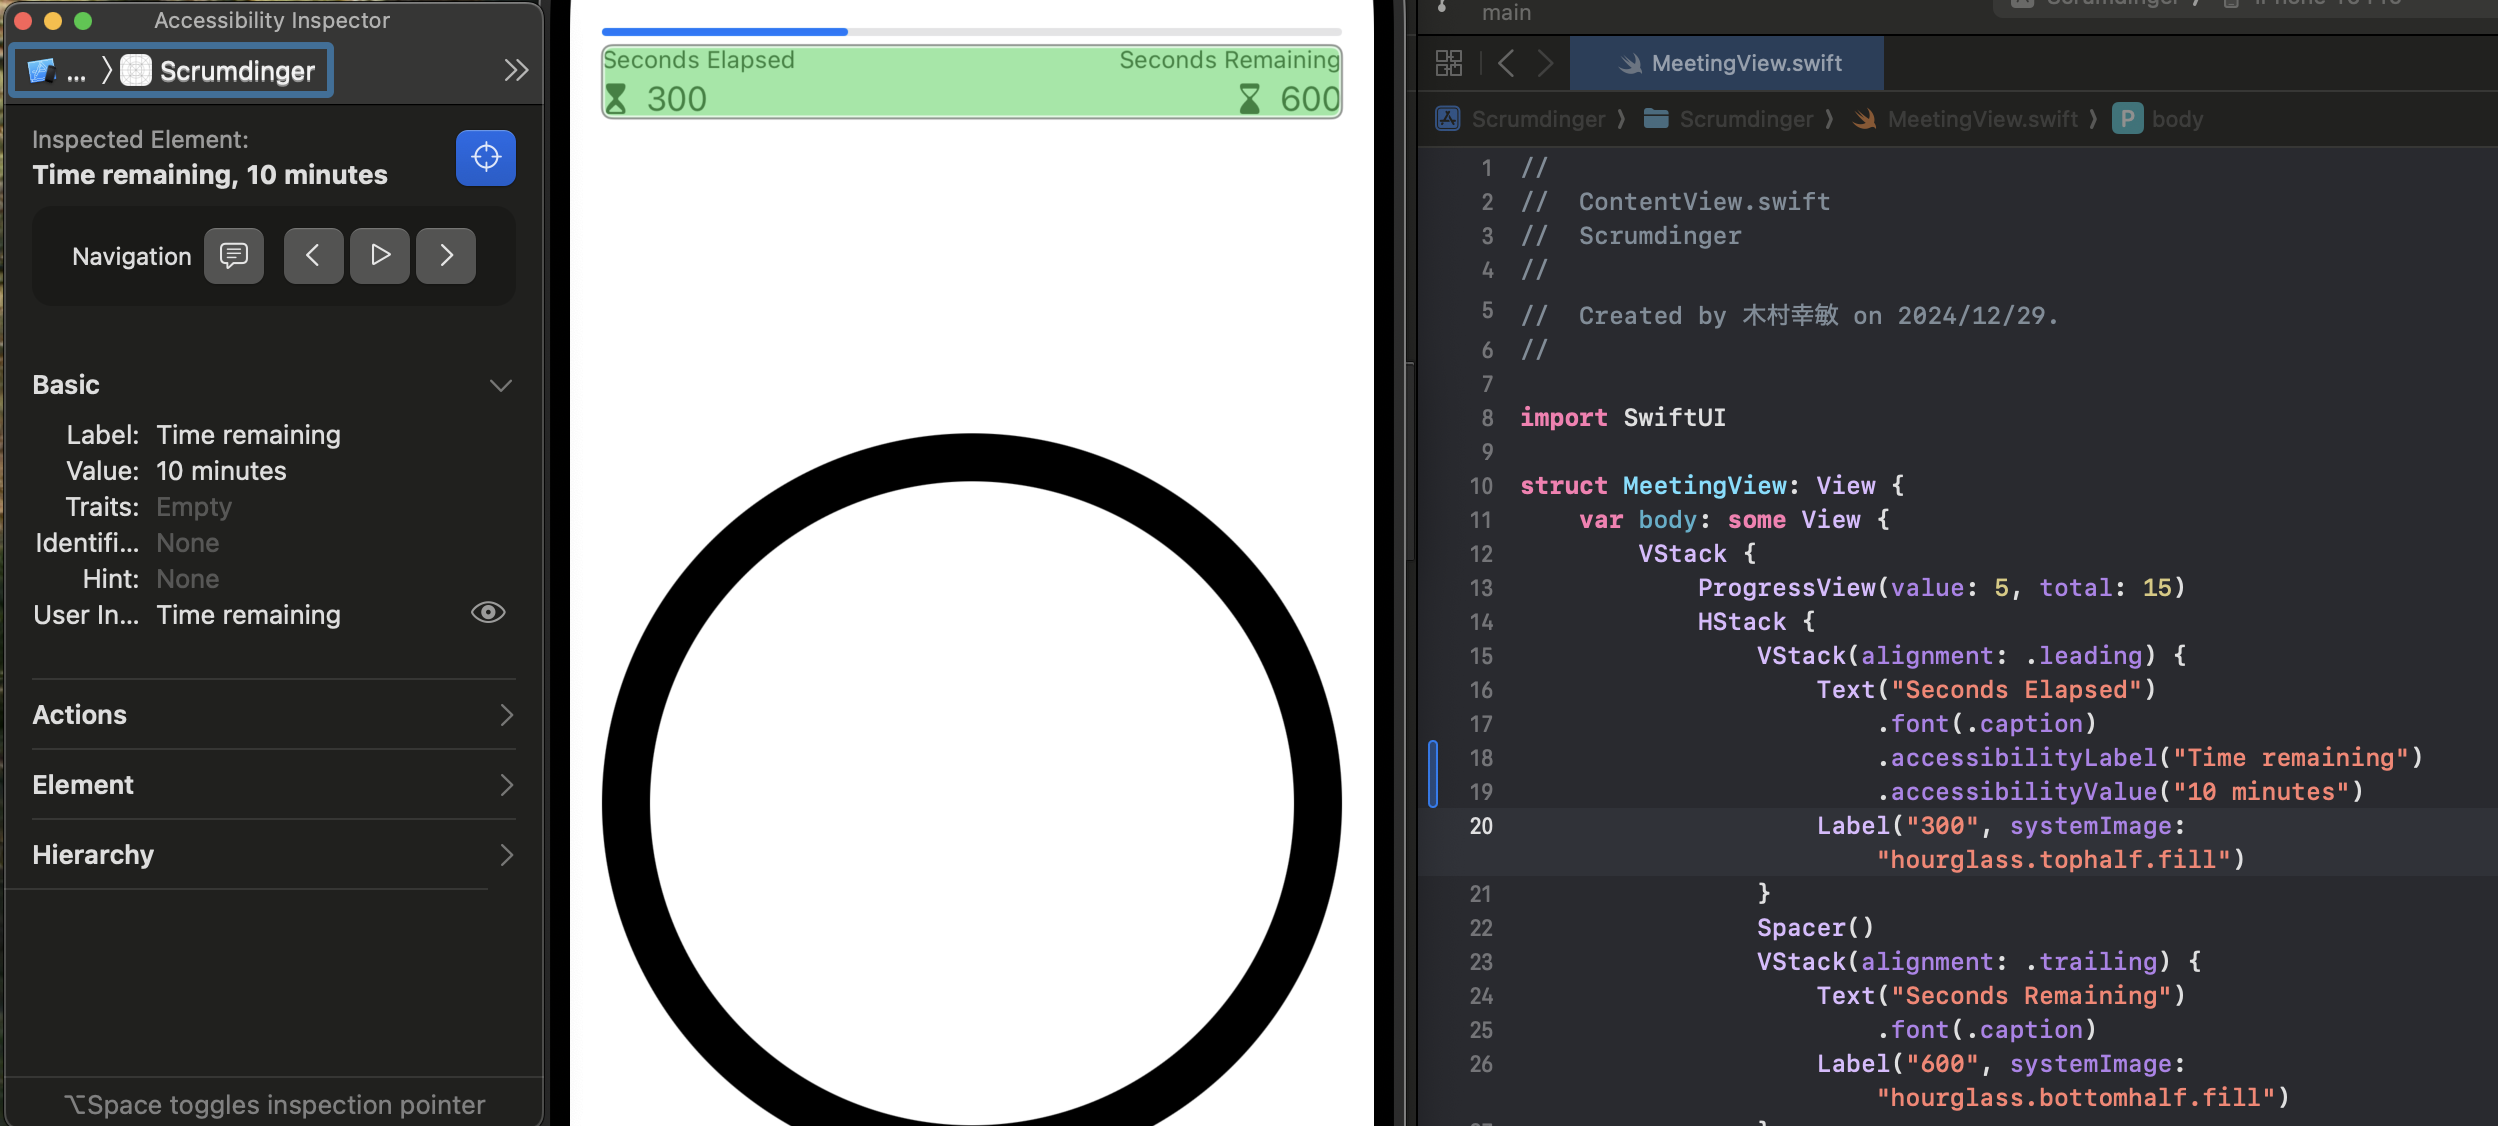 Accessibility Inspector
... 〉 Scrumdinger
Inspected Element:
Time remaining, 10 minutes
Navigation
Basic
Label: Time remaining
Value: 10 minutes
Traits: Empty
Identifi... None
Hint: None
User In... Time remaining
Actions
Element
Hierarchy
⌥Space toggles inspection pointer
Seconds Elapsed
Seconds Remaining
300
600
main
MeetingView.swift
Scrumdinger 〉 Scrumdinger 〉 MeetingView.swift 〉 P body
1 //
2 //  ContentView.swift
3 //  Scrumdinger
4 //
5 //  Created by 木村幸敏 on 2024/12/29.
6 //
7
8 import SwiftUI
9
10 struct MeetingView: View {
11     var body: some View {
12         VStack {
13             ProgressView(value: 5, total: 15)
14             HStack {
15                 VStack(alignment: .leading) {
16                     Text("Seconds Elapsed")
17                         .font(.caption)
18                         .accessibilityLabel("Time remaining")
19                         .accessibilityValue("10 minutes")
20                     Label("300", systemImage:
"hourglass.tophalf.fill")
21                 }
22                 Spacer()
23                 VStack(alignment: .trailing) {
24                     Text("Seconds Remaining")
25                         .font(.caption)
26                     Label("600", systemImage:
"hourglass.bottomhalf.fill")